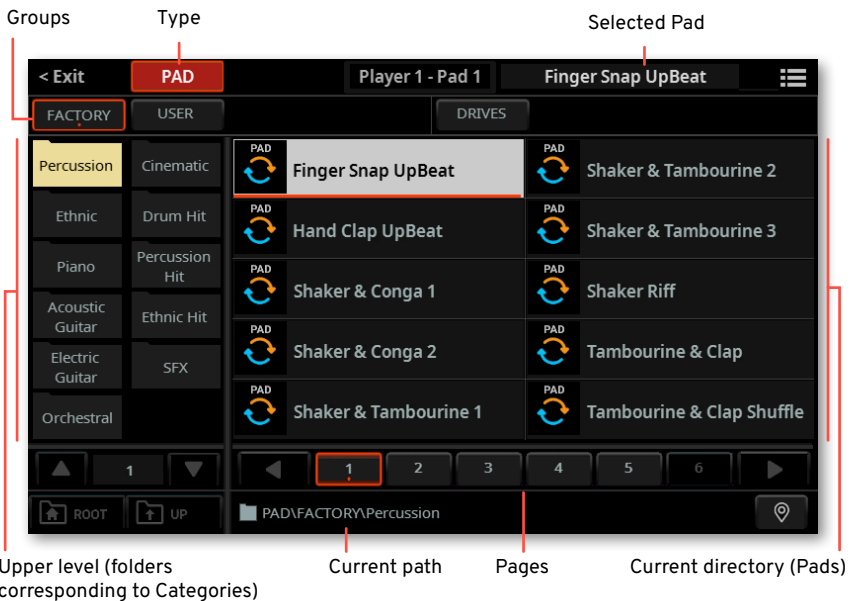 Groups
Type
Selected Pad
< Exit
PAD
Player 1 - Pad 1
Finger Snap UpBeat
FACTORY
USER
DRIVES
Percussion
Cinematic
Ethnic
Drum Hit
Piano
Percussion
Hit
Acoustic
Guitar
Ethnic Hit
Electric
Guitar
SFX
Orchestral
PAD
Finger Snap UpBeat
PAD
Shaker & Tambourine 2
PAD
Hand Clap UpBeat
PAD
Shaker & Tambourine 3
PAD
Shaker & Conga 1
PAD
Shaker Riff
PAD
Shaker & Conga 2
PAD
Tambourine & Clap
PAD
Shaker & Tambourine 1
PAD
Tambourine & Clap Shuffle
1
1
2
3
4
5
6
ROOT
UP
PAD\FACTORY\Percussion
Upper level (folders
corresponding to Categories)
Current path
Pages
Current directory (Pads)